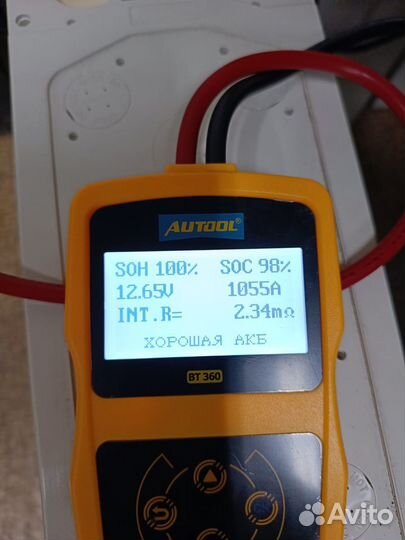 AUTOOL®
SOH 100% SOC 98%
12.65V 1055A
INT.R= 2.34mΩ
ХОРОШАЯ АКБ
BT 360
Avito